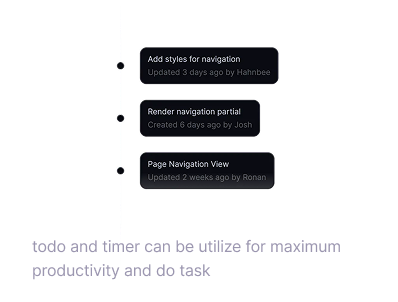 Add styles for navigation
Updated 3 days ago by Hahnbee
Render navigation partial
Created 6 days ago by Josh
Page Navigation View
Updated 2 weeks ago by Ronan
todo and timer can be utilize for maximum
productivity and do task